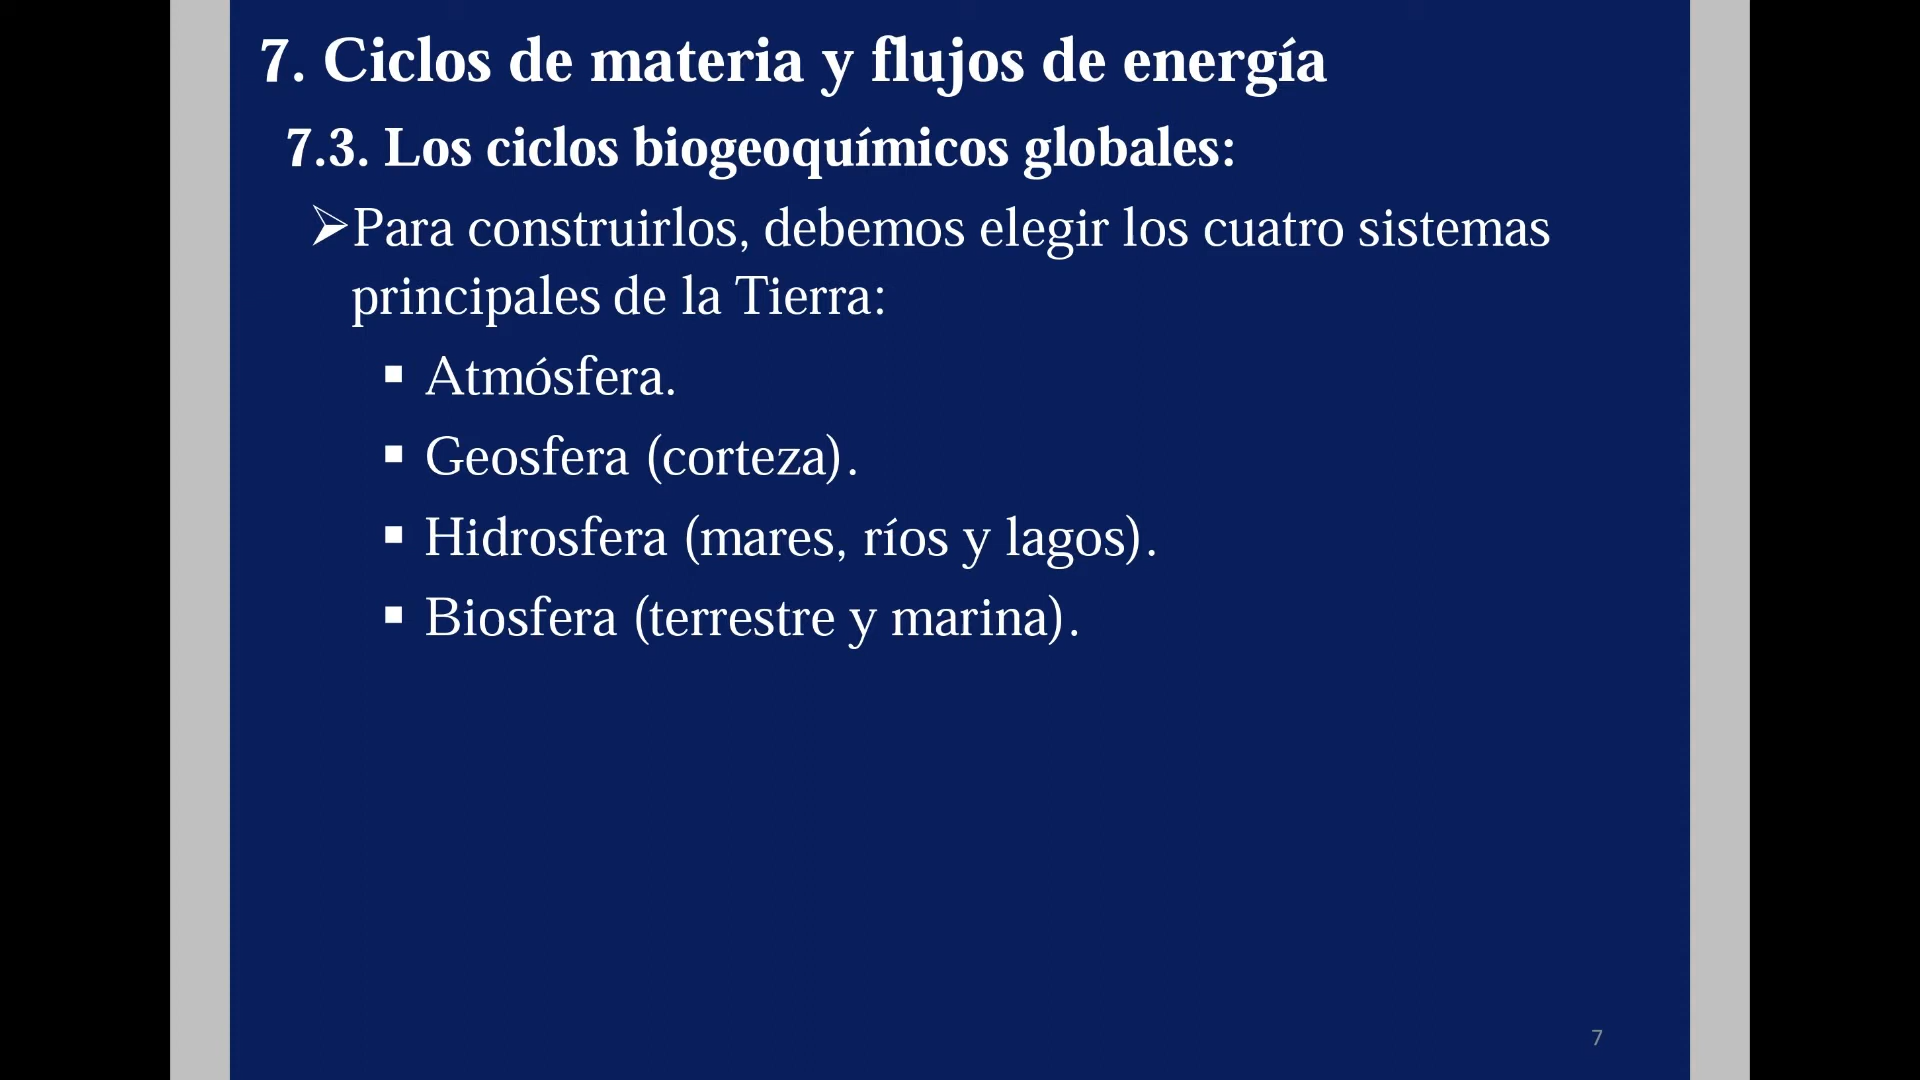 7. Ciclos de materia y flujos de energía
7.3. Los ciclos biogeoquímicos globales:
➢Para construirlos, debemos elegir los cuatro sistemas
principales de la Tierra:
▪ Atmósfera.
▪ Geosfera (corteza).
▪ Hidrosfera (mares, ríos y lagos).
▪ Biosfera (terrestre y marina).
7